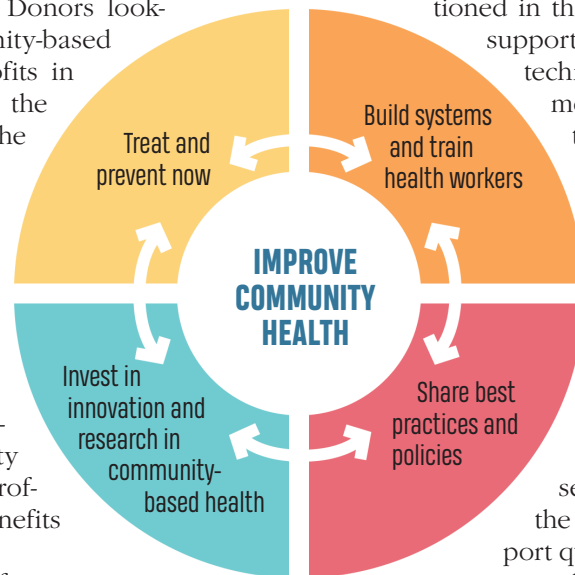 Donors look-
nity-based
ofits in
the
he
tioned in th
support
techni
m
t
Treat and
prevent now
Build systems
and train
health workers
IMPROVE
COMMUNITY
HEALTH
Invest in
innovation and
research in
community-
based health
Share best
practices and
policies
-
ty
rof-
nefits
se
the
port q